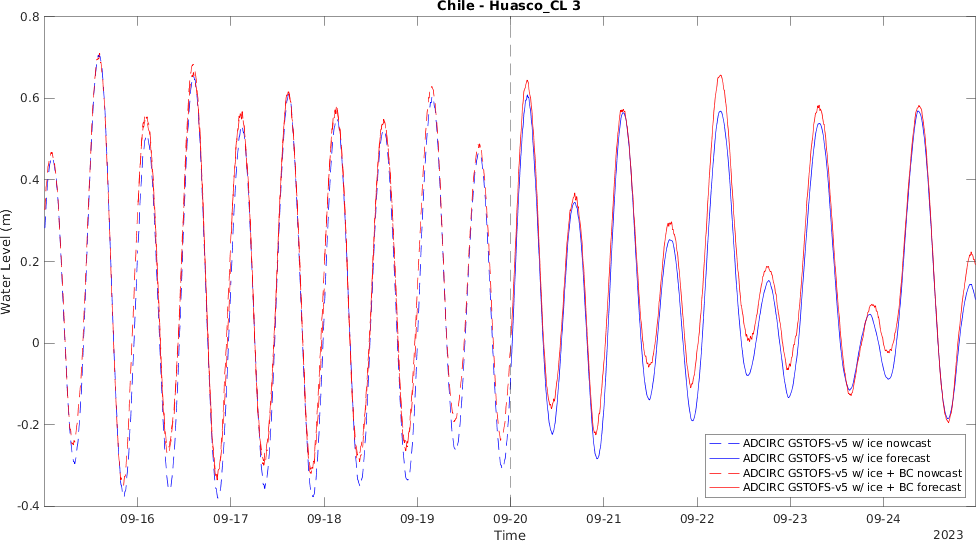 Chile - Huasco_CL 3
0.8
0.6
0.4
0.2
0
-0.2
-0.4
Water Level (m)
09-16
09-17
09-18
09-19
09-20
09-21
09-22
09-23
09-24
Time
2023
ADCIRC GSTOFS-v5 w/ ice nowcast
ADCIRC GSTOFS-v5 w/ ice forecast
ADCIRC GSTOFS-v5 w/ ice + BC nowcast
ADCIRC GSTOFS-v5 w/ ice + BC forecast